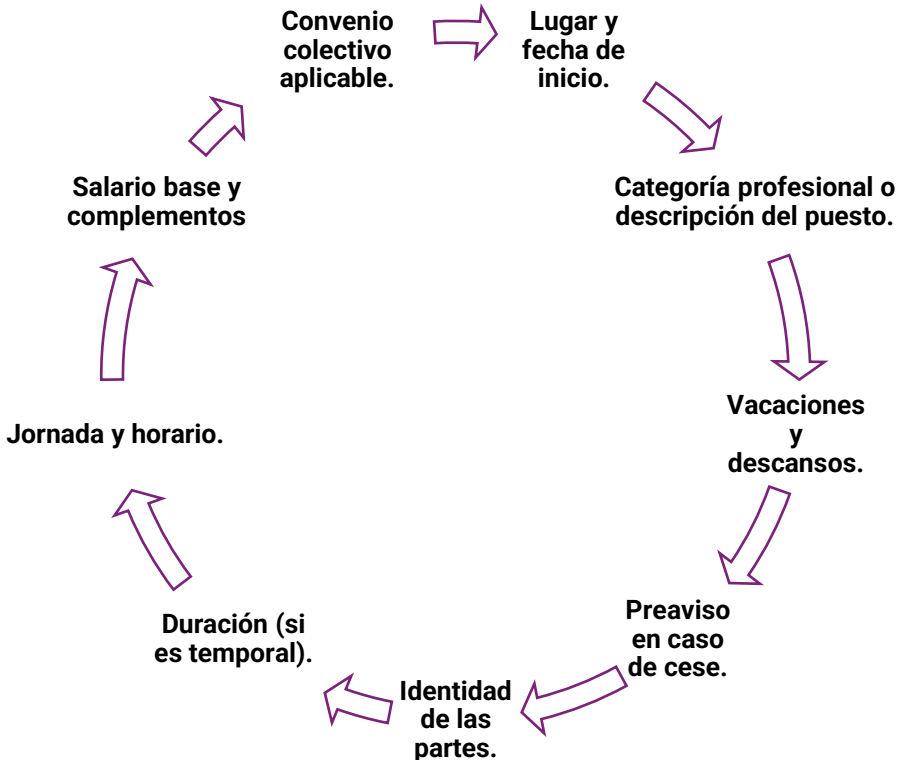 Convenio
colectivo
aplicable.
Lugar y
fecha de
inicio.
Categoría profesional o
descripción del puesto.
Vacaciones
y
descansos.
Preaviso
en caso
de cese.
Identidad
de las
partes.
Duración (si
es temporal).
Jornada y horario.
Salario base y
complementos